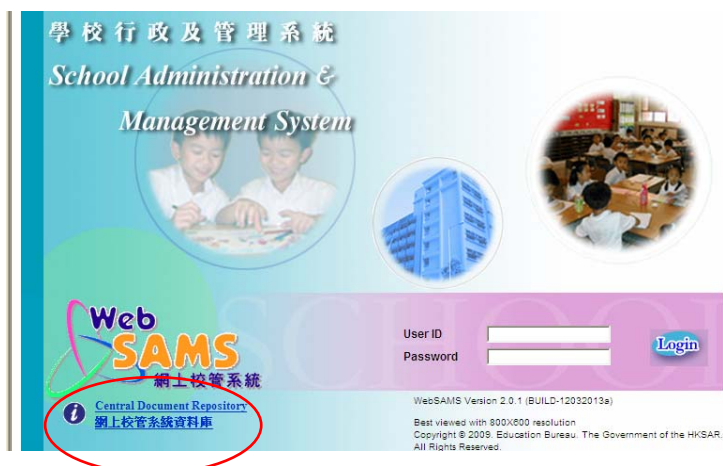 學校行政及管理系統
School Administration &
Management System
SCHOOL
Web
SAMS
網上校管系統
User ID
Password
Login
i Central Document Repository
網上校管系統資料庫
WebSAMS Version 2.0.1 (BUILD-12032013a)
Best viewed with 800X600 resolution
Copyright © 2009. Education Bureau. The Government of the HKSAR.
All Rights Reserved.